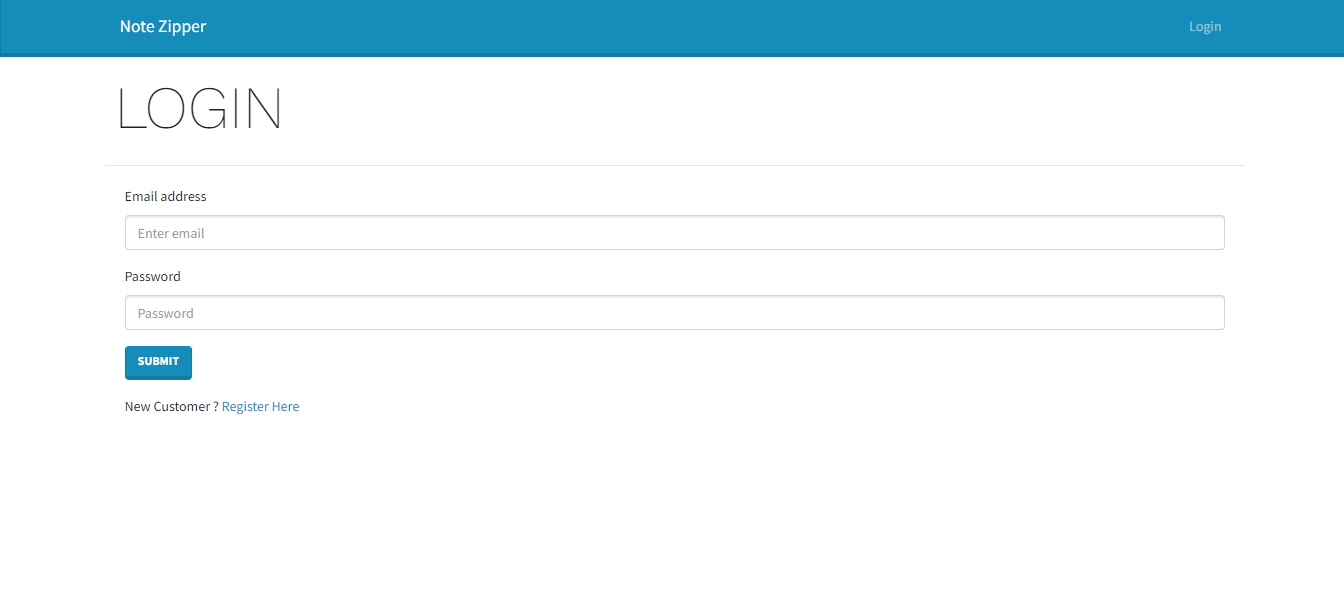 Note Zipper
Login
LOGIN
Email address
Enter email
Password
Password
SUBMIT
New Customer ? Register Here